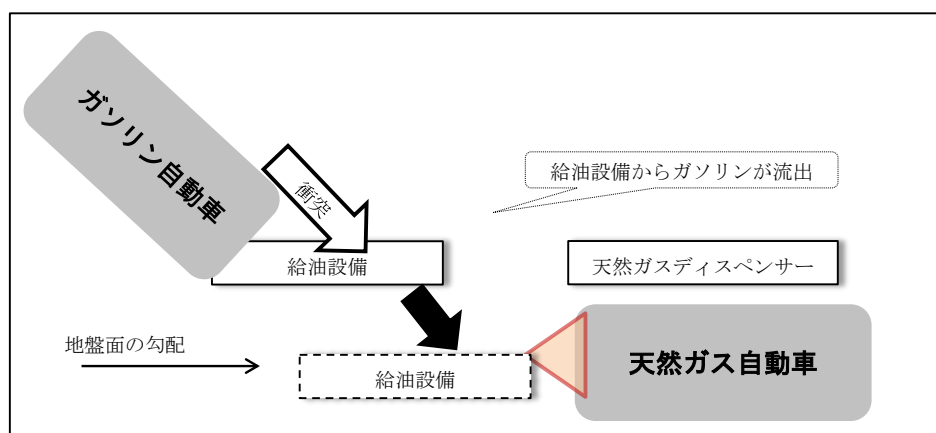 ガソリン自動車
衝突
給油設備からガソリンが流出
給油設備
天然ガスディスペンサー
地盤面の勾配
給油設備
天然ガス自動車